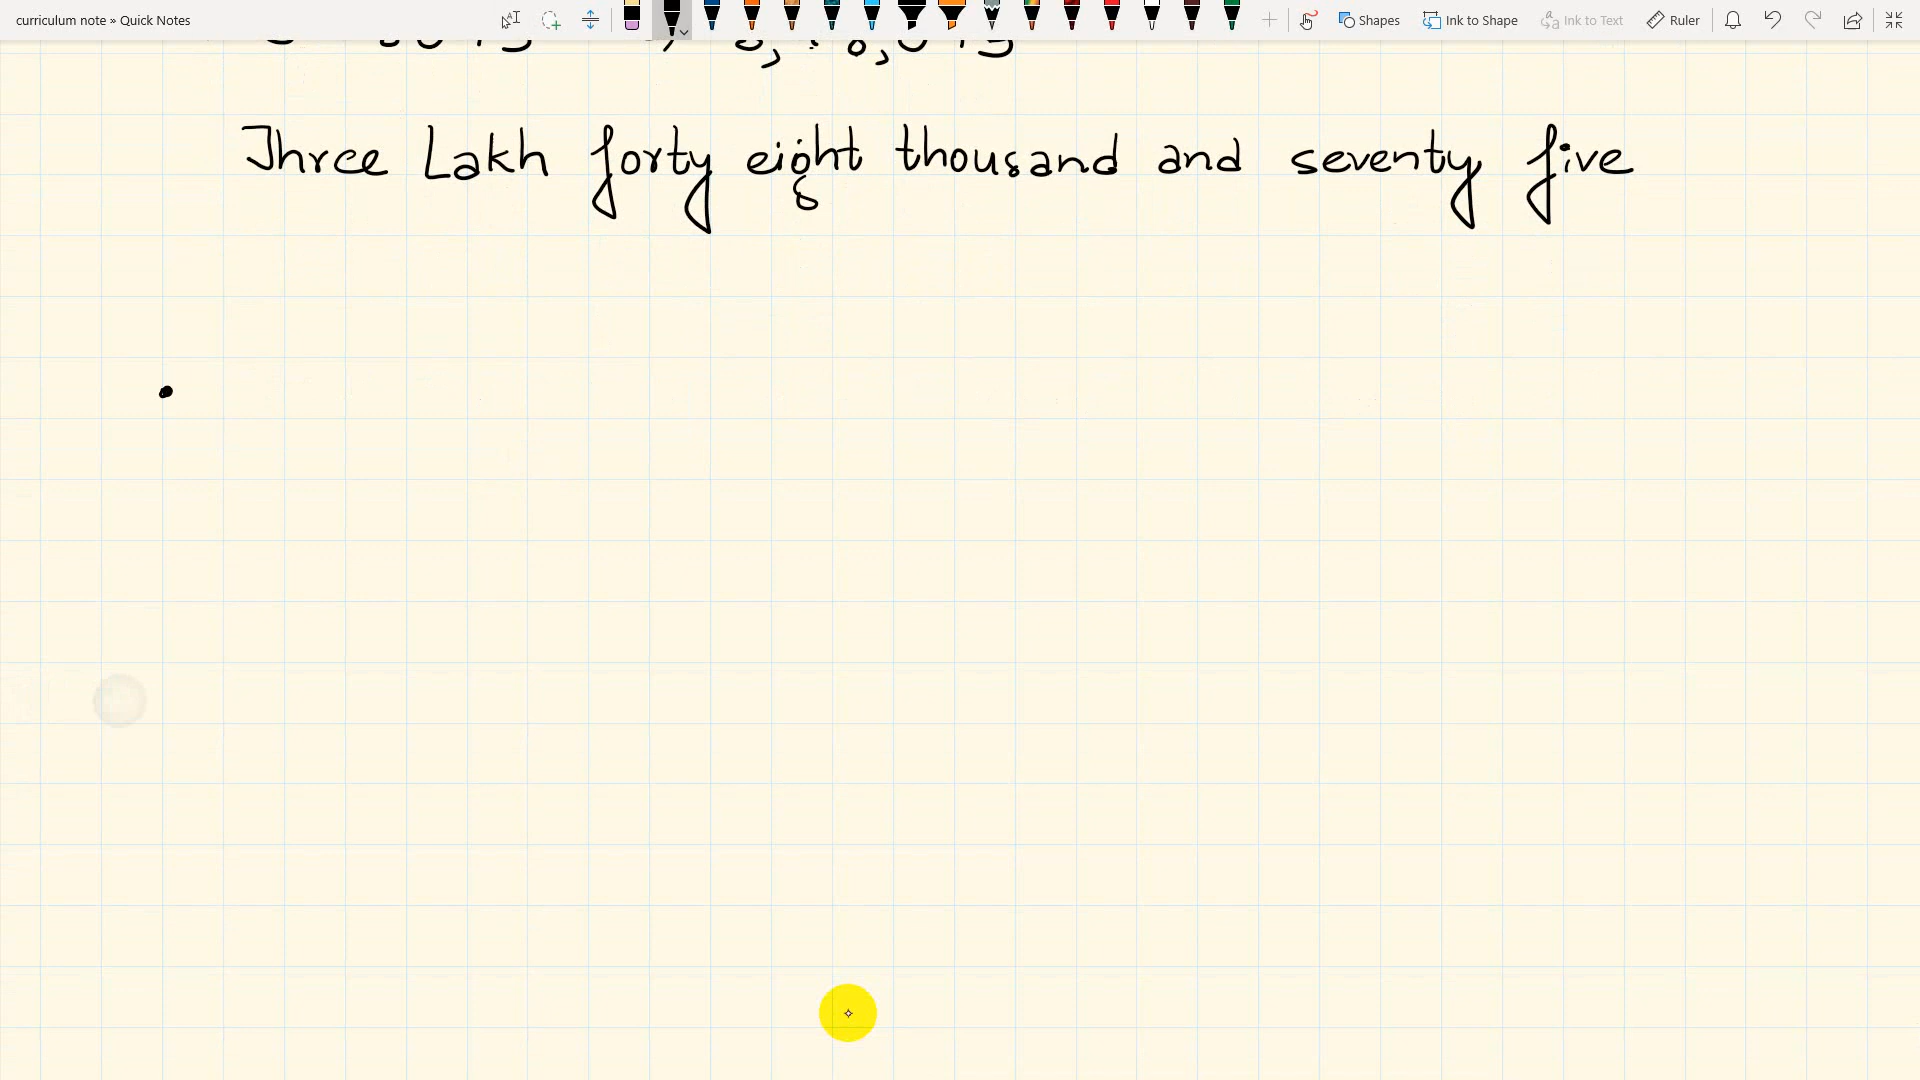 curriculum note » Quick Notes
Shapes
Ink to Shape
Ink to Text
Ruler
Three Lakh forty eight thousand and seventy five